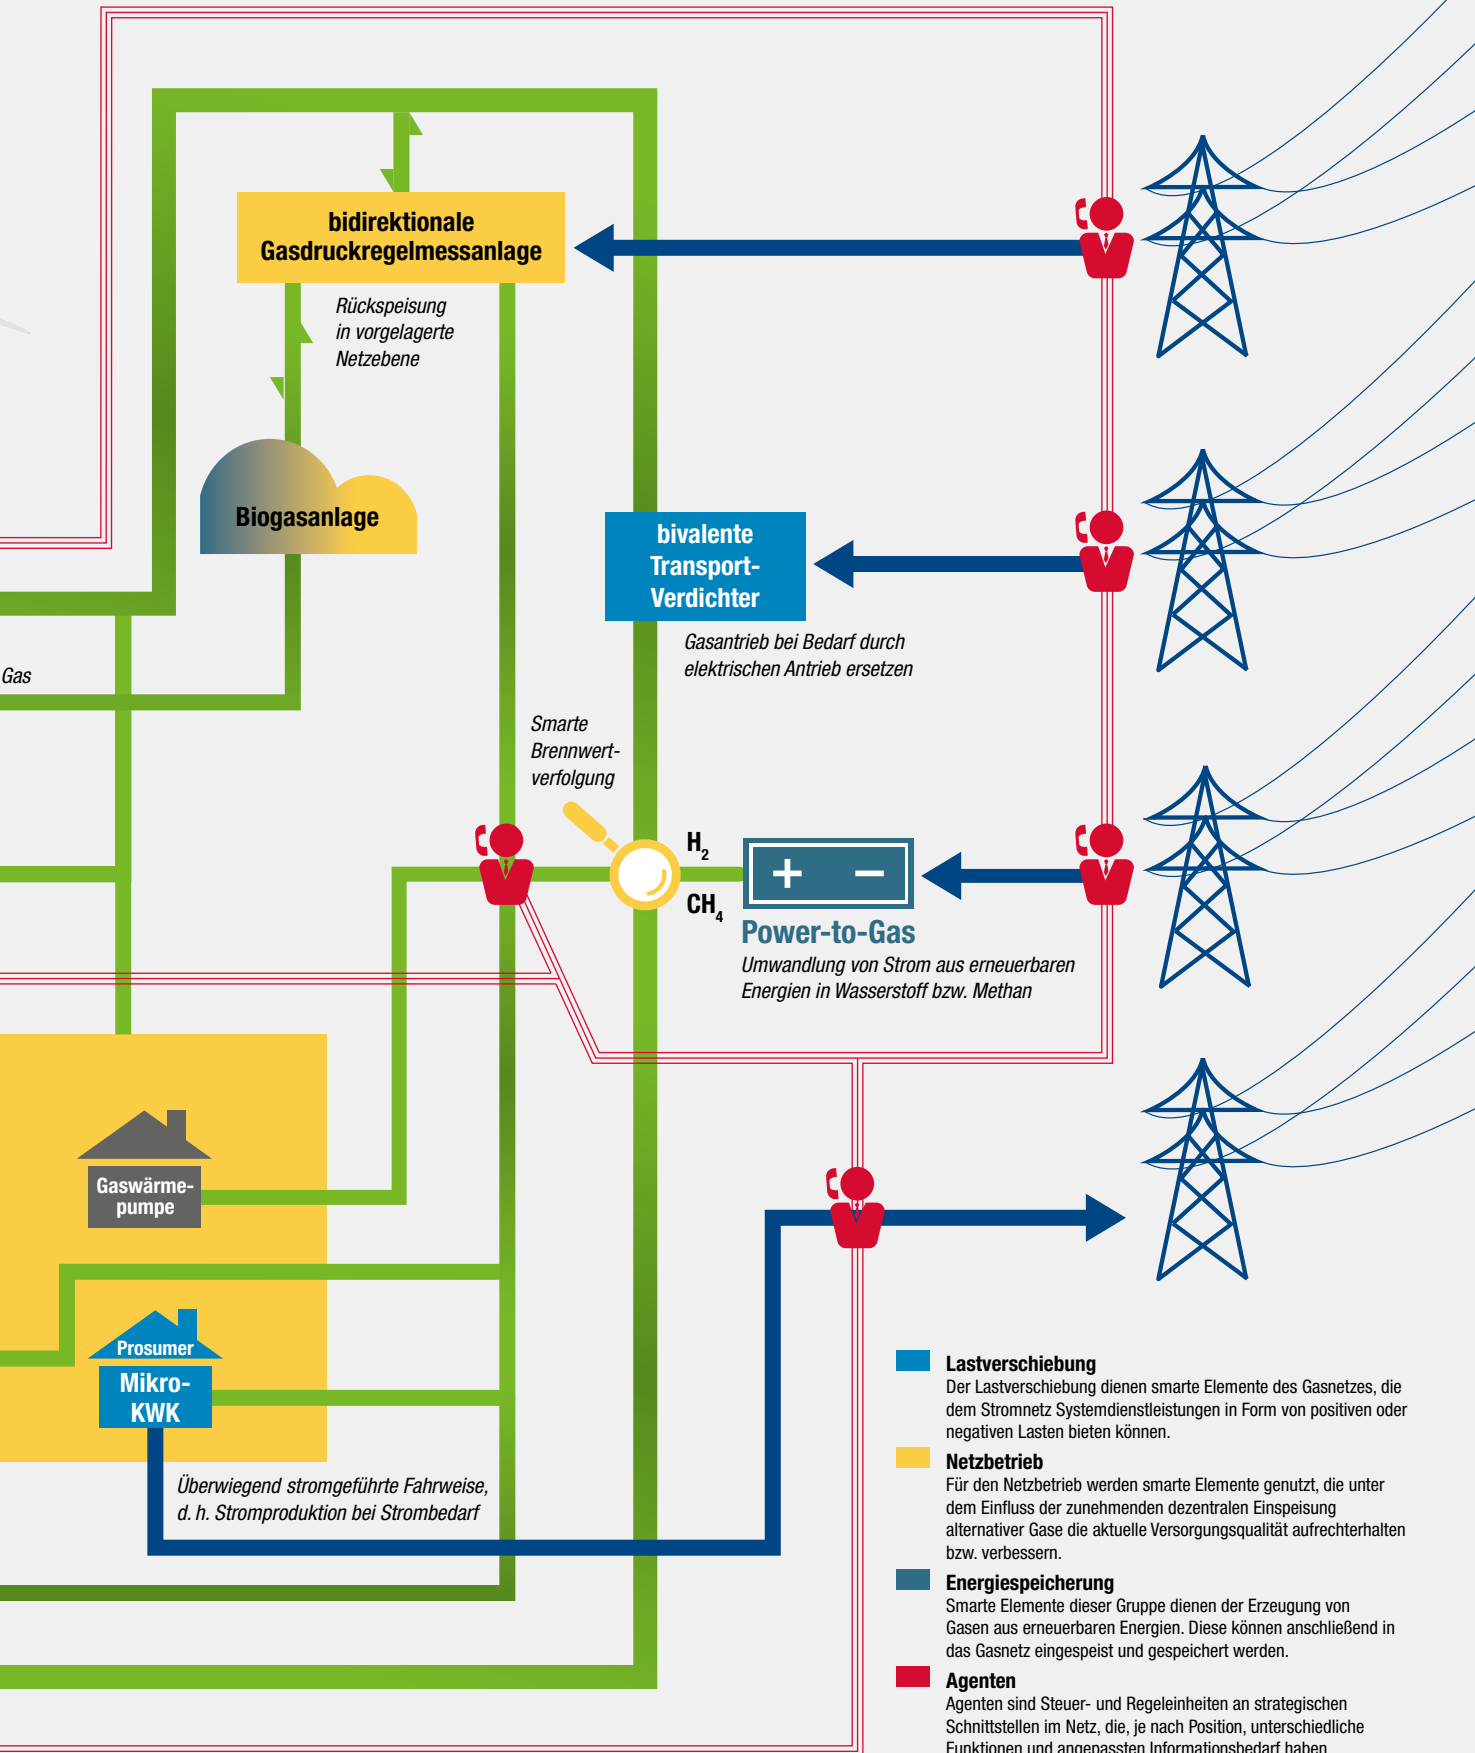 bidirektionale
Gasdruckregelmessanlage
Rückspeisung
in vorgelagerte
Netzebene
Biogasanlage
bivalente
Transport-
Verdichter
Gasantrieb bei Bedarf durch
elektrischen Antrieb ersetzen
Gas
Smarte
Brennwert-
verfolgung
H2
CH4
+ −
Power-to-Gas
Umwandlung von Strom aus erneuerbaren
Energien in Wasserstoff bzw. Methan
Gaswärme-
pumpe
Prosumer
Mikro-
KWK
Überwiegend stromgeführte Fahrweise,
d. h. Stromproduktion bei Strombedarf
Lastverschiebung
Der Lastverschiebung dienen smarte Elemente des Gasnetzes, die
dem Stromnetz Systemdienstleistungen in Form von positiven oder
negativen Lasten bieten können.
Netzbetrieb
Für den Netzbetrieb werden smarte Elemente genutzt, die unter
dem Einfluss der zunehmenden dezentralen Einspeisung
alternativer Gase die aktuelle Versorgungsqualität aufrechterhalten
bzw. verbessern.
Energiespeicherung
Smarte Elemente dieser Gruppe dienen der Erzeugung von
Gasen aus erneuerbaren Energien. Diese können anschließend in
das Gasnetz eingespeist und gespeichert werden.
Agenten
Agenten sind Steuer- und Regeleinheiten an strategischen
Schnittstellen im Netz, die, je nach Position, unterschiedliche
Funktionen und angepassten Informationsbedarf haben